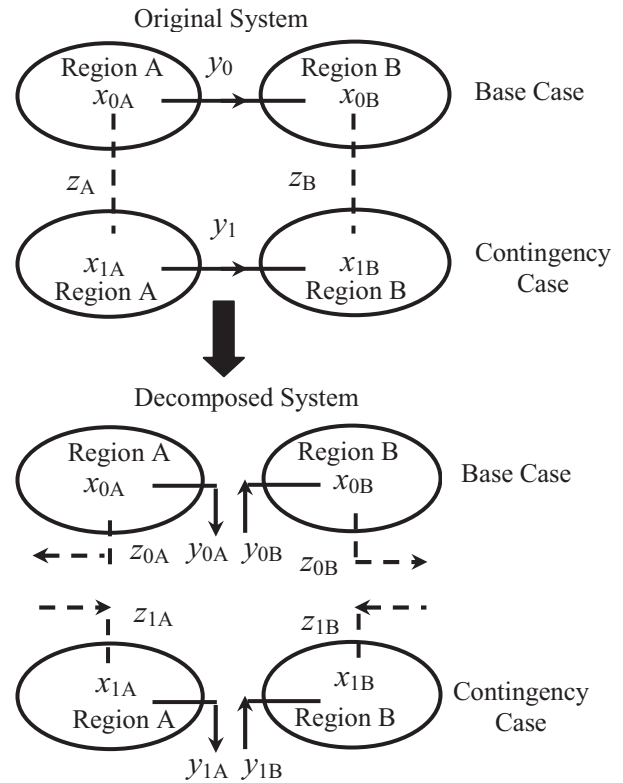 Original System
Region A
y0
Region B
x0A
x0B
Base Case
zA
zB
y1
x1A
x1B
Contingency
Case
Region A
Region B
Decomposed System
Region A
Region B
Base Case
x0A
x0B
z0A
y0A
y0B
z0B
z1A
z1B
x1A
x1B
Contingency
Case
Region A
Region B
y1A
y1B